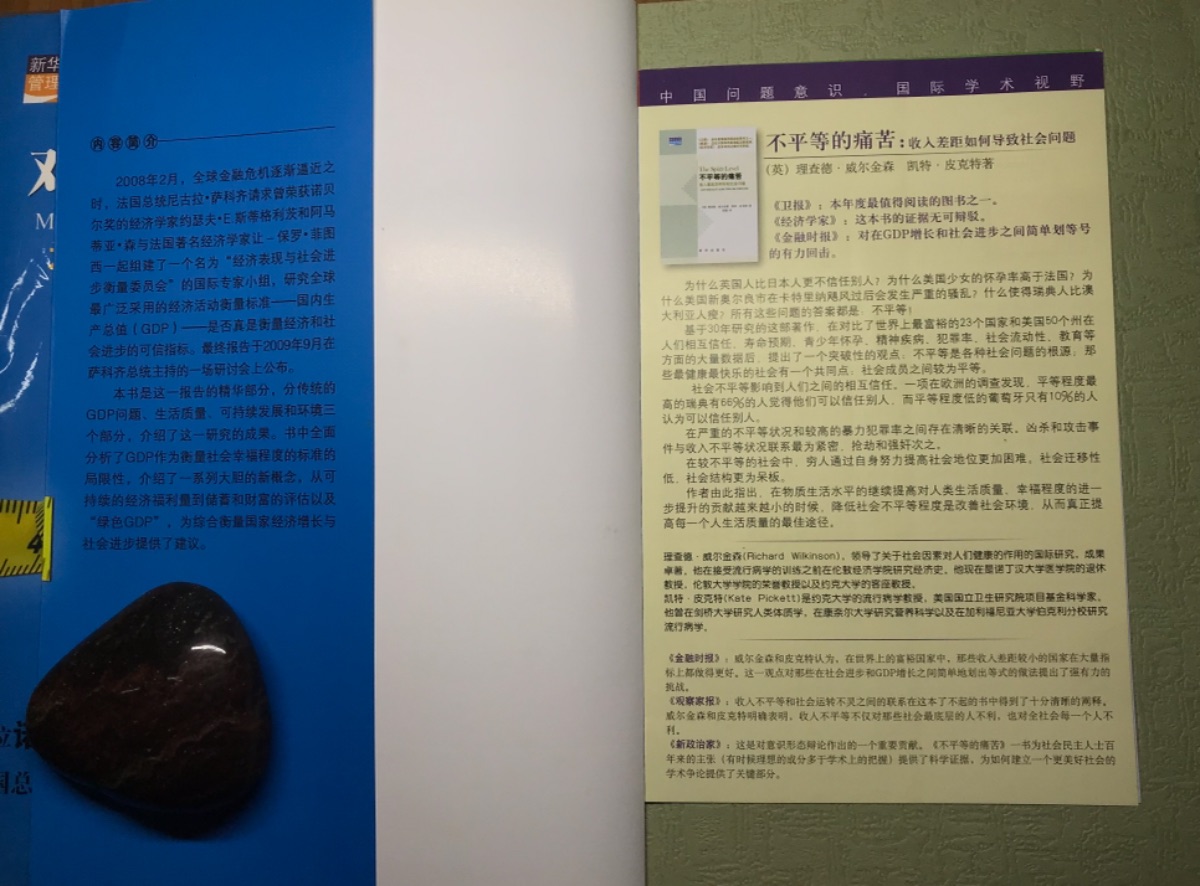 新华
管理
M
位诺
国总
4
内容简介
2008年2月，全球金融危机逐渐逼近之
时，法国总统尼古拉·萨科齐请求曾荣获诺贝
尔奖的经济学家约瑟夫·E.斯蒂格利茨和阿马
蒂亚·森与法国著名经济学家让－保罗·菲图
西一起组建了一个名为“经济表现与社会进
步衡量委员会”的国际专家小组，研究全球
最广泛采用的经济活动衡量标准——国内生
产总值（GDP）——是否真是衡量经济和社
会进步的可信指标。最终报告于2009年9月在
萨科齐总统主持的一场研讨会上公布。
本书是这一报告的精华部分，分传统的
GDP问题、生活质量、可持续发展和环境三
个部分，介绍了这一研究的成果。书中全面
分析了GDP作为衡量社会幸福程度的标准的
局限性，介绍了一系列大胆的新概念，从可
持续的经济福利量到储蓄和财富的评估以及
“绿色GDP”，为综合衡量国家经济增长与
社会进步提供了建议。
中国问题意识．国际学术视野
The Spirit Level
不平等的痛苦
不平等的痛苦：收入差距如何导致社会问题
（英）理查德·威尔金森　凯特·皮克特著
《卫报》：本年度最值得阅读的图书之一。
《经济学家》：这本书的证据无可辩驳。
《金融时报》：对在GDP增长和社会进步之间简单划等号
的有力回击。
为什么英国人比日本人更不信任别人？为什么美国少女的怀孕率高于法国？为
什么美国新奥尔良市在卡特里纳飓风过后会发生严重的骚乱？什么使得瑞典人比澳
大利亚人瘦？所有这些问题的答案都是：不平等！
基于30年研究的这部著作，在对比了世界上最富裕的23个国家和美国50个州在
人们相互信任、寿命预期、青少年怀孕、精神疾病、犯罪率、社会流动性、教育等
方面的大量数据后，提出了一个突破性的观点：不平等是各种社会问题的根源，那
些最健康最快乐的社会有一个共同点：社会成员之间较为平等。
社会不平等影响到人们之间的相互信任。一项在欧洲的调查发现，平等程度最
高的瑞典有66%的人觉得他们可以信任别人，而平等程度低的葡萄牙只有10%的人
认为可以信任别人。
在严重的不平等状况和较高的暴力犯罪率之间存在清晰的关联。凶杀和攻击事
件与收入不平等状况联系最为紧密，抢劫和强奸次之。
在较不平等的社会中，穷人通过自身努力提高社会地位更加困难。社会迁移性
低，社会结构更为呆板。
作者由此指出，在物质生活水平的继续提高对人类生活质量、幸福程度的进一
步提升的贡献越来越小的时候，降低社会不平等程度是改善社会环境，从而真正提
高每一个人生活质量的最佳途径。
理查德·威尔金森(Richard Wilkinson)，领导了关于社会因素对人们健康的作用的国际研究，成果
卓著。他在接受流行病学的训练之前在伦敦经济学院研究经济史。他现在是诺丁汉大学医学院的退休
教授、伦敦大学学院的荣誉教授以及约克大学的客座教授。
凯特·皮克特(Kate Pickett)是约克大学的流行病学教授，美国国立卫生研究院项目基金科学家。
他曾在剑桥大学研究人类体质学，在康奈尔大学研究营养科学以及在加利福尼亚大学伯克利分校研究
流行病学。
《金融时报》：威尔金森和皮克特认为，在世界上的富裕国家中，那些收入差距较小的国家在大量指
标上都做得更好。这一观点对那些在社会进步和GDP增长之间简单地划出等式的做法提出了强有力的
挑战。
《观察家报》：收入不平等和社会运转不灵之间的联系在这本了不起的书中得到了十分清晰的阐释。
威尔金森和皮克特明确表明，收入不平等不仅对那些社会最底层的人不利，也对全社会每一个人不
利。
《新政治家》：这是对意识形态辩论作出的一个重要贡献。《不平等的痛苦》一书为社会民主人士百
年来的主张（有时候理想的成分多于学术上的把握）提供了科学证据，为如何建立一个更美好社会的
学术争论提供了关键部分。